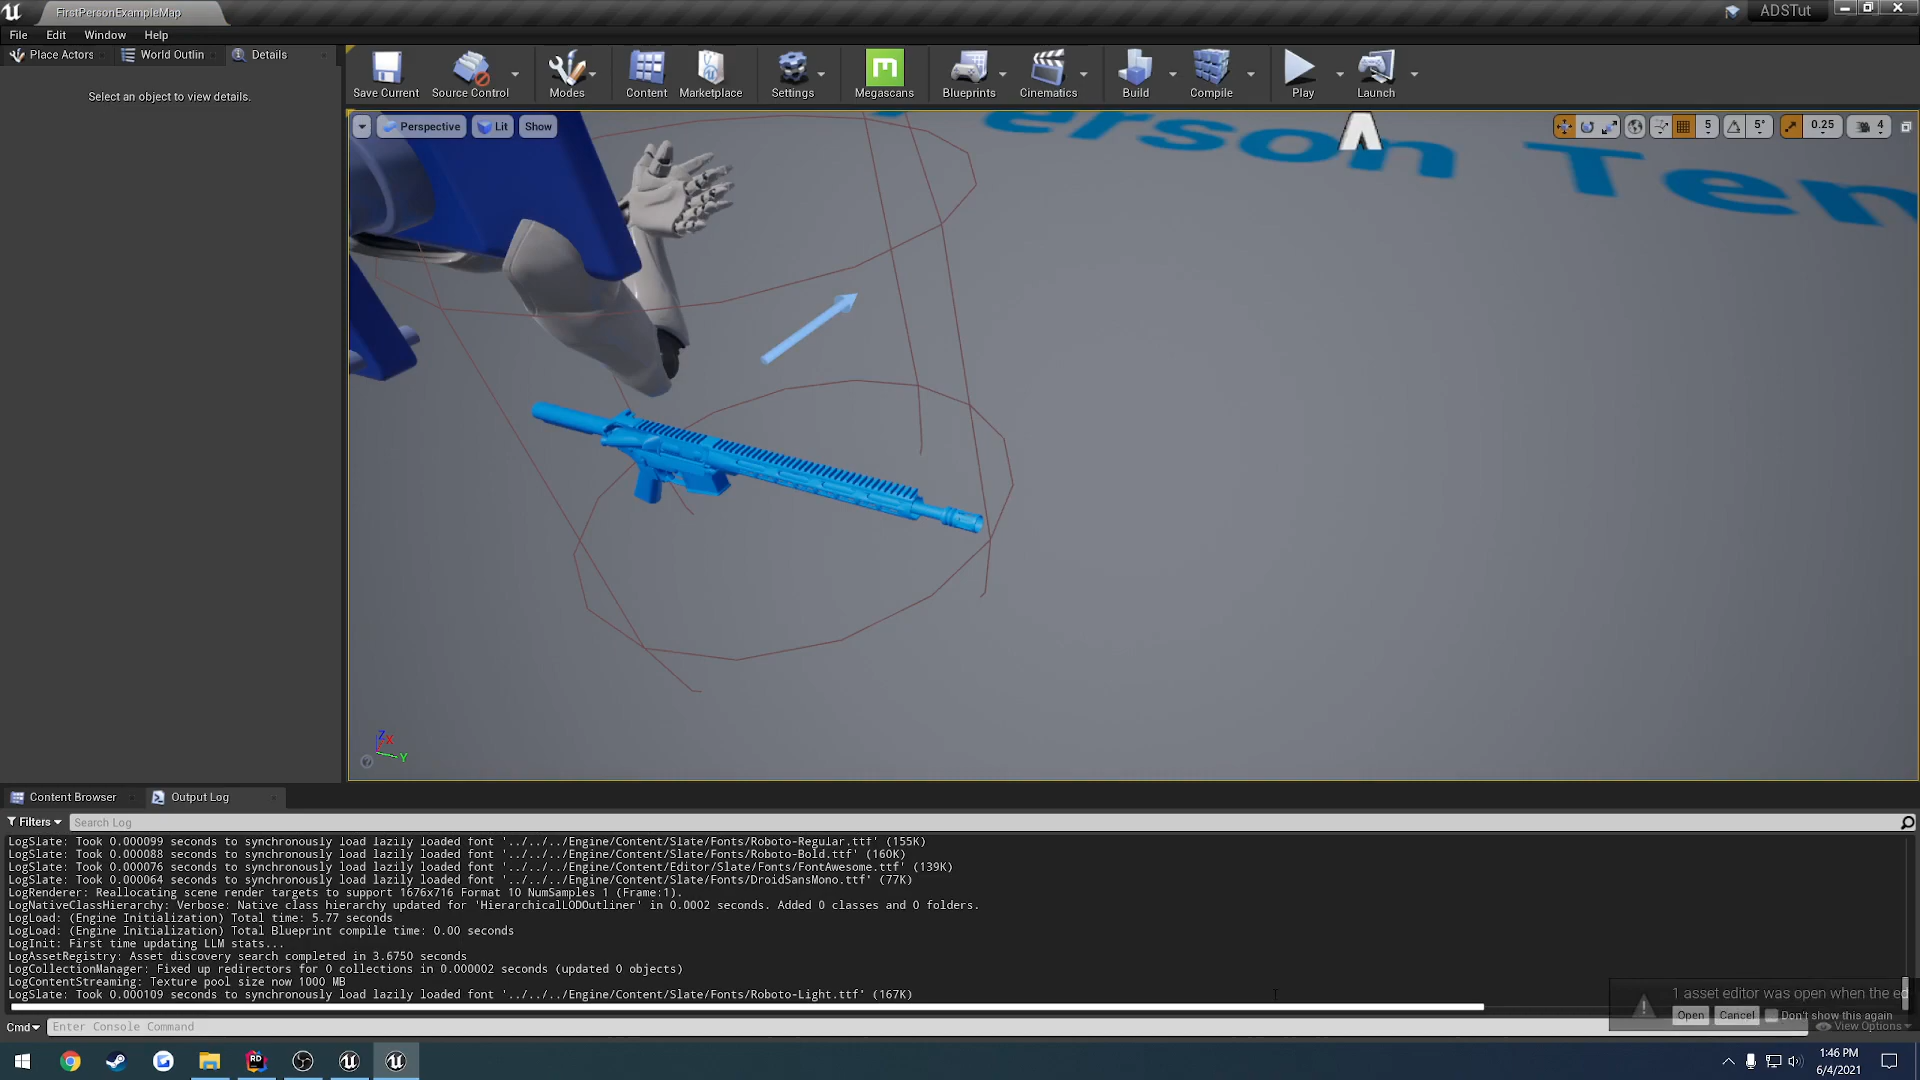 FirstPersonExampleMap
ADSTut
File Edit Window Help
Place Actors World Outlin Details
Save Current Source Control Modes Content Marketplace Settings Megascans Blueprints Cinematics Build Compile Play Launch
Select an object to view details.
Perspective Lit Show
5 5° 0.25 4
erson Tem
Z X Y
Content Browser Output Log
Filters Search Log
LogSlate: Took 0.000099 seconds to synchronously load lazily loaded font '../../../Engine/Content/Slate/Fonts/Roboto-Regular.ttf' (155K)
LogSlate: Took 0.000088 seconds to synchronously load lazily loaded font '../../../Engine/Content/Slate/Fonts/Roboto-Bold.ttf' (160K)
LogSlate: Took 0.000076 seconds to synchronously load lazily loaded font '../../../Engine/Content/Editor/Slate/Fonts/FontAwesome.ttf' (139K)
LogSlate: Took 0.000064 seconds to synchronously load lazily loaded font '../../../Engine/Content/Slate/Fonts/DroidSansMono.ttf' (77K)
LogRenderer: Reallocating scene render targets to support 1676x716 Format 10 NumSamples 1 (Frame:1).
LogNativeClassHierarchy: Verbose: Native class hierarchy updated for 'HierarchicalLODOutliner' in 0.0002 seconds. Added 0 classes and 0 folders.
LogLoad: (Engine Initialization) Total time: 5.77 seconds
LogLoad: (Engine Initialization) Total Blueprint compile time: 0.00 seconds
LogInit: First time updating LLM stats...
LogAssetRegistry: Asset discovery search completed in 3.6750 seconds
LogCollectionManager: Fixed up redirectors for 0 collections in 0.000002 seconds (updated 0 objects)
LogContentStreaming: Texture pool size now 1000 MB
LogSlate: Took 0.000109 seconds to synchronously load lazily loaded font '../../../Engine/Content/Slate/Fonts/Roboto-Light.ttf' (167K)
1 asset editor was open when the ed
Open Cancel Don't show this again
View Options
Cmd Enter Console Command
1:46 PM
6/4/2021